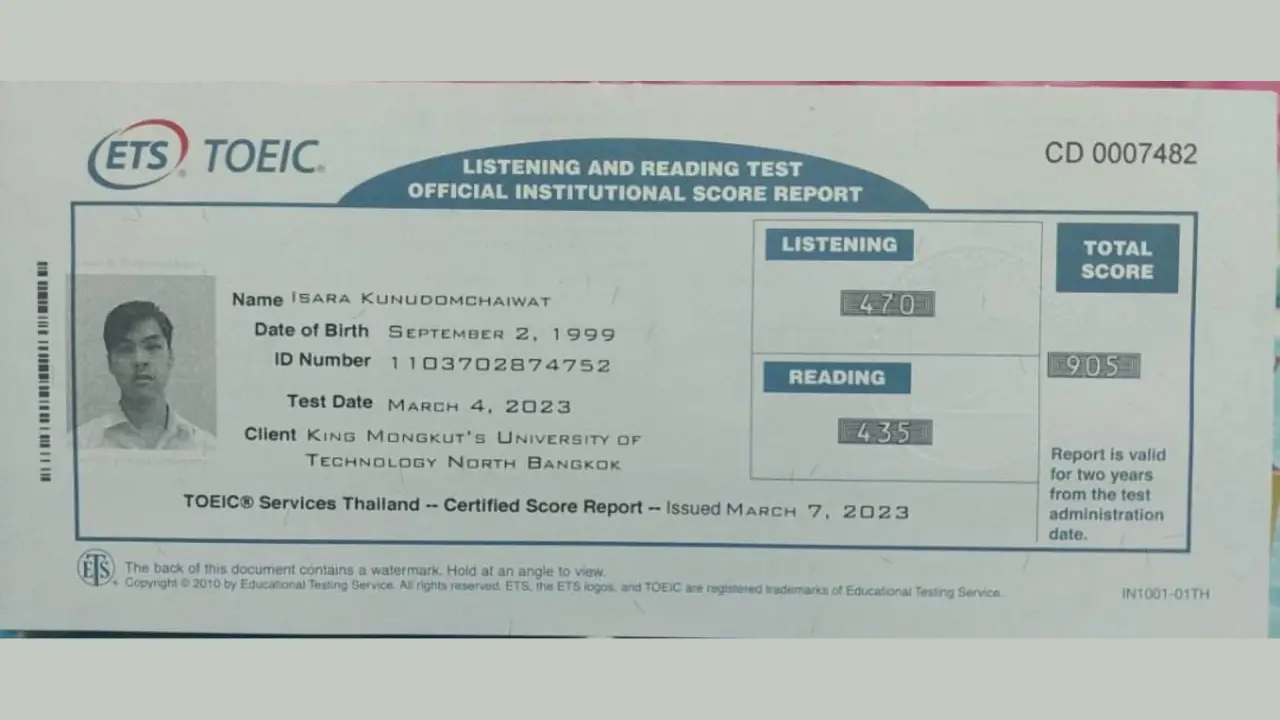 ETS® TOEIC®
LISTENING AND READING TEST
OFFICIAL INSTITUTIONAL SCORE REPORT
CD 0007482
Name ISARA KUNUDOMCHAIWAT
Date of Birth SEPTEMBER 2, 1999
ID Number 1103702874752
Test Date MARCH 4, 2023
Client KING MONGKUT'S UNIVERSITY OF
TECHNOLOGY NORTH BANGKOK
LISTENING
470
READING
435
TOTAL
SCORE
905
Report is valid
for two years
from the test
administration
date.
TOEIC® Services Thailand -- Certified Score Report -- Issued MARCH 7, 2023
ETS®
The back of this document contains a watermark. Hold at an angle to view.
Copyright © 2010 by Educational Testing Service. All rights reserved. ETS, the ETS logos, and TOEIC are registered trademarks of Educational Testing Service.
IN1001-01TH